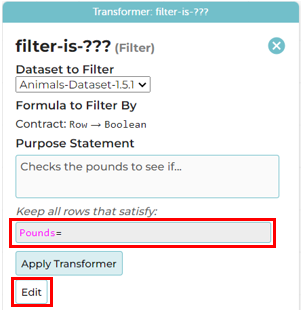 Transformer: filter-is-???
filter-is-??? (Filter)
Dataset to Filter
Animals-Dataset-1.5.1
Formula to Filter By
Contract: Row → Boolean
Purpose Statement
Checks the pounds to see if...
Keep all rows that satisfy:
Pounds=
Apply Transformer
Edit